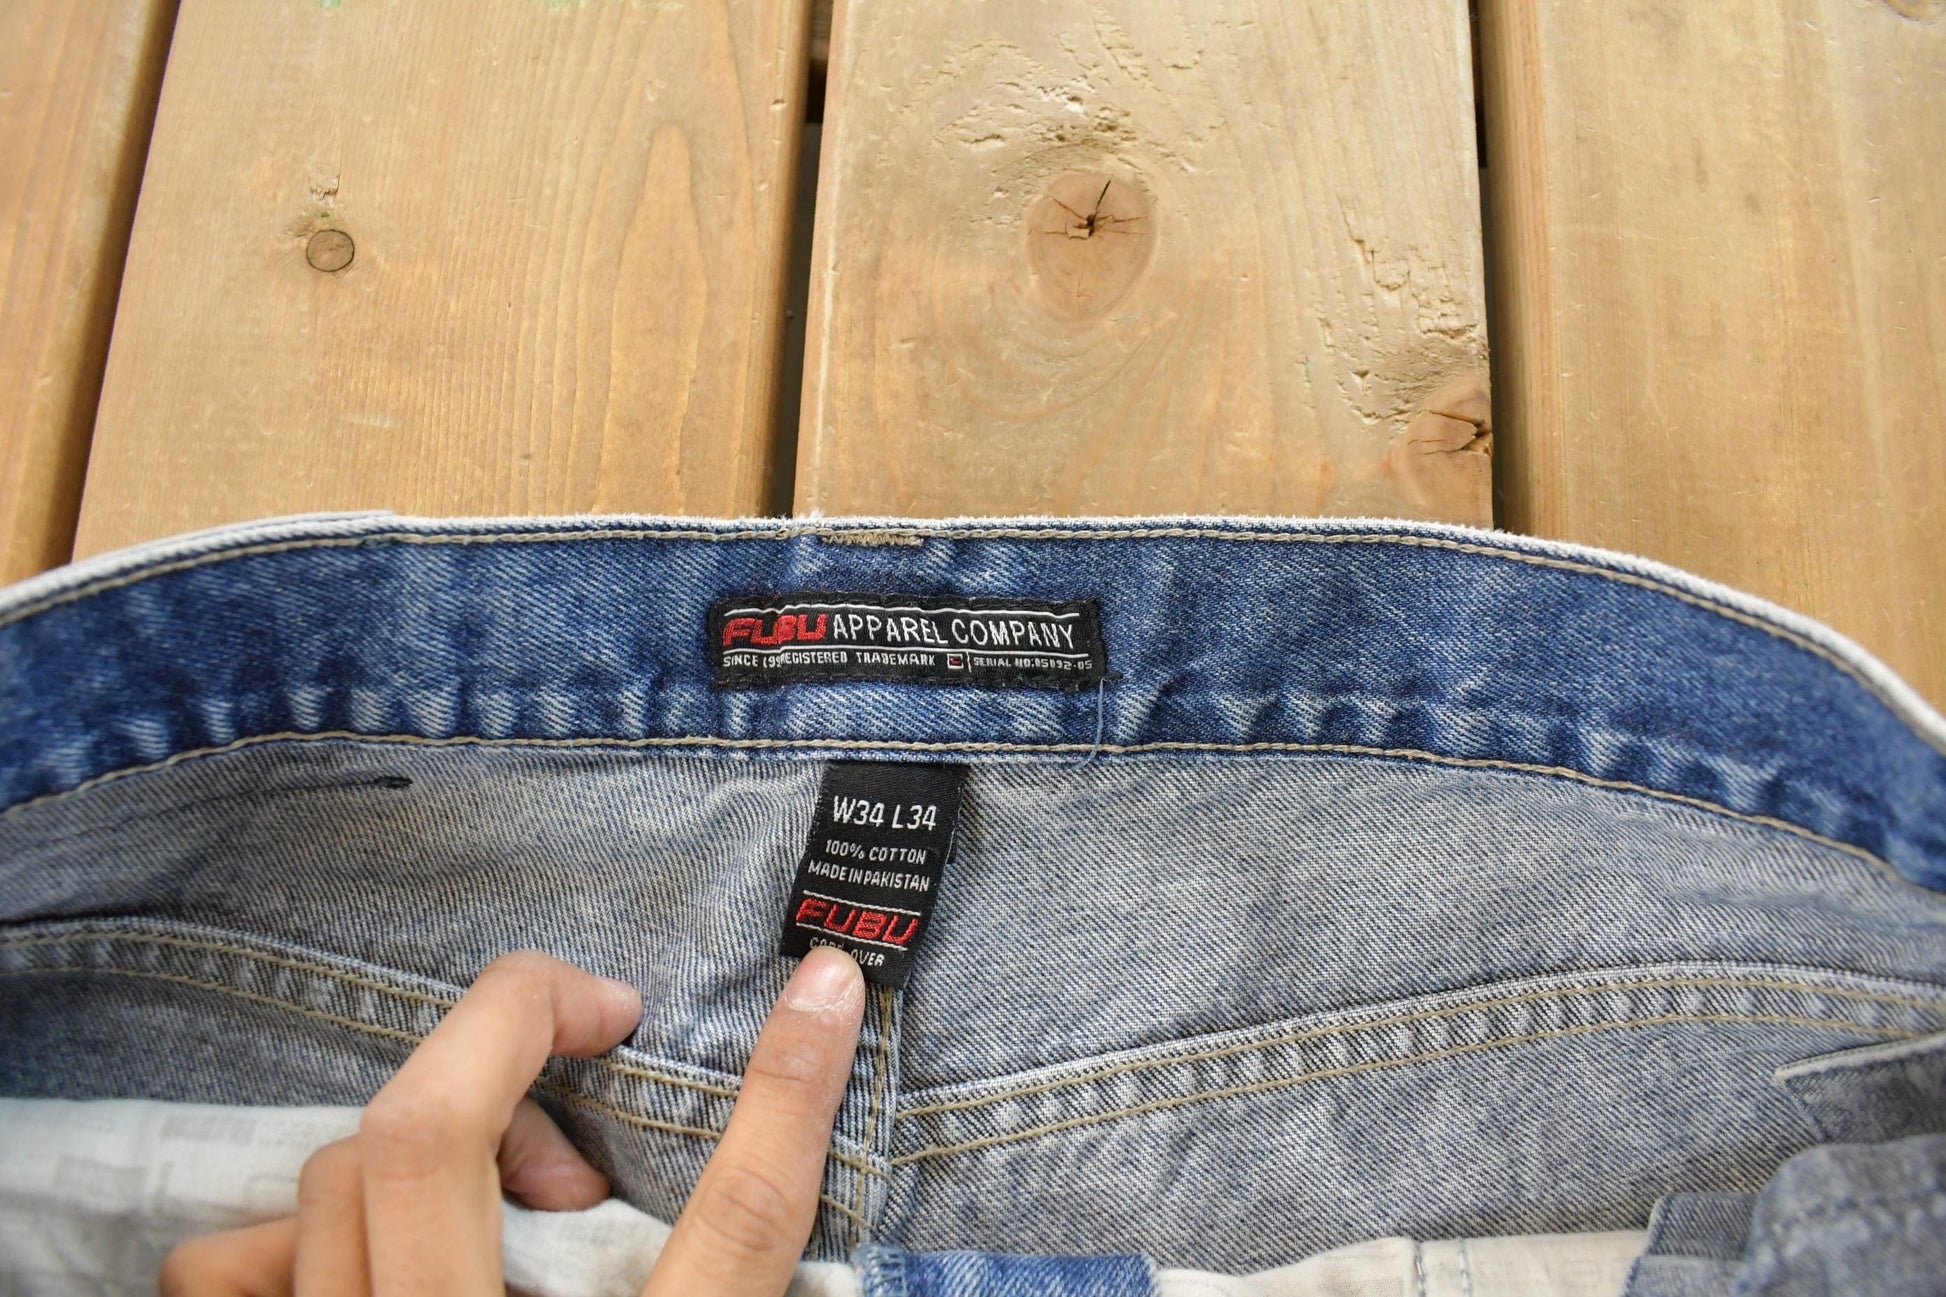 FUBU APPAREL COMPANY
SINCE 199 REGISTERED TRADEMARK SERIAL NO.05092-05
W34 L34
100% COTTON
MADE IN PAKISTAN
FUBU
OVER